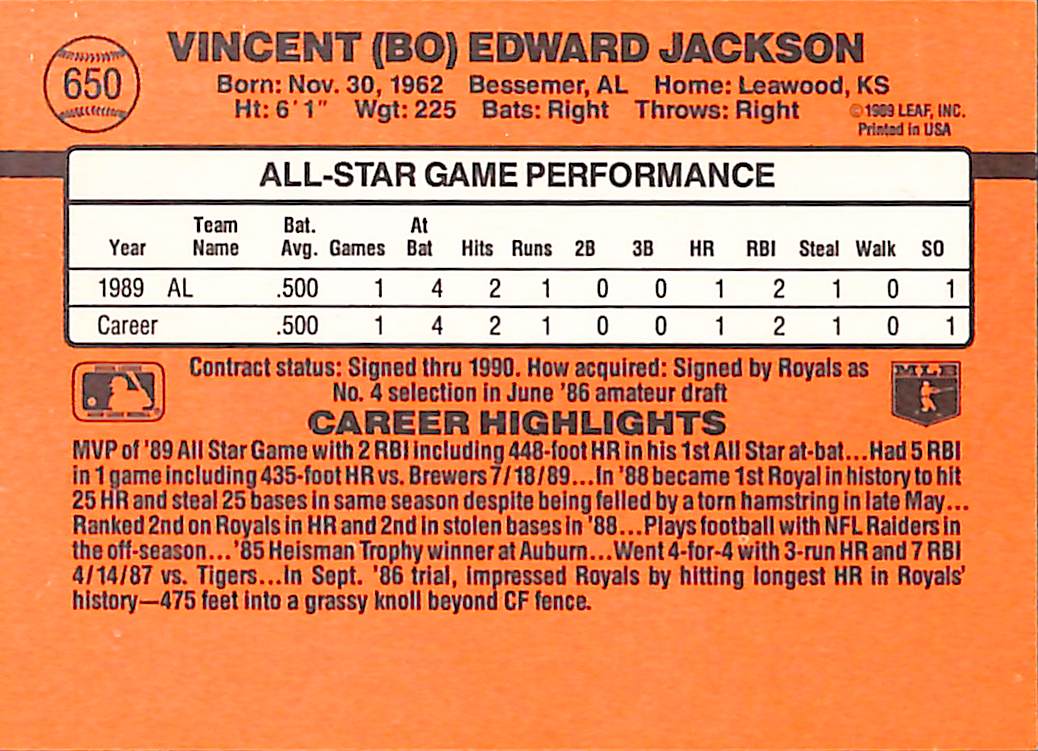 650
VINCENT (BO) EDWARD JACKSON
Born: Nov. 30, 1962 Bessemer, AL Home: Leawood, KS
Ht: 6' 1" Wgt: 225 Bats: Right Throws: Right
©1989 LEAF, INC.
Printed in USA
ALL-STAR GAME PERFORMANCE
Year Team Name Bat. Avg. Games At Bat Hits Runs 2B 3B HR RBI Steal Walk SO
1989 AL .500 1 4 2 1 0 0 1 2 1 0 1
Career .500 1 4 2 1 0 0 1 2 1 0 1
Contract status: Signed thru 1990. How acquired: Signed by Royals as
No. 4 selection in June '86 amateur draft
MLB
CAREER HIGHLIGHTS
MVP of '89 All Star Game with 2 RBI including 448-foot HR in his 1st All Star at-bat...Had 5 RBI
in 1 game including 435-foot HR vs. Brewers 7/18/89...In '88 became 1st Royal in history to hit
25 HR and steal 25 bases in same season despite being felled by a torn hamstring in late May...
Ranked 2nd on Royals in HR and 2nd in stolen bases in '88...Plays football with NFL Raiders in
the off-season...'85 Heisman Trophy winner at Auburn...Went 4-for-4 with 3-run HR and 7 RBI
4/14/87 vs. Tigers...In Sept. '86 trial, impressed Royals by hitting longest HR in Royals'
history—475 feet into a grassy knoll beyond CF fence.